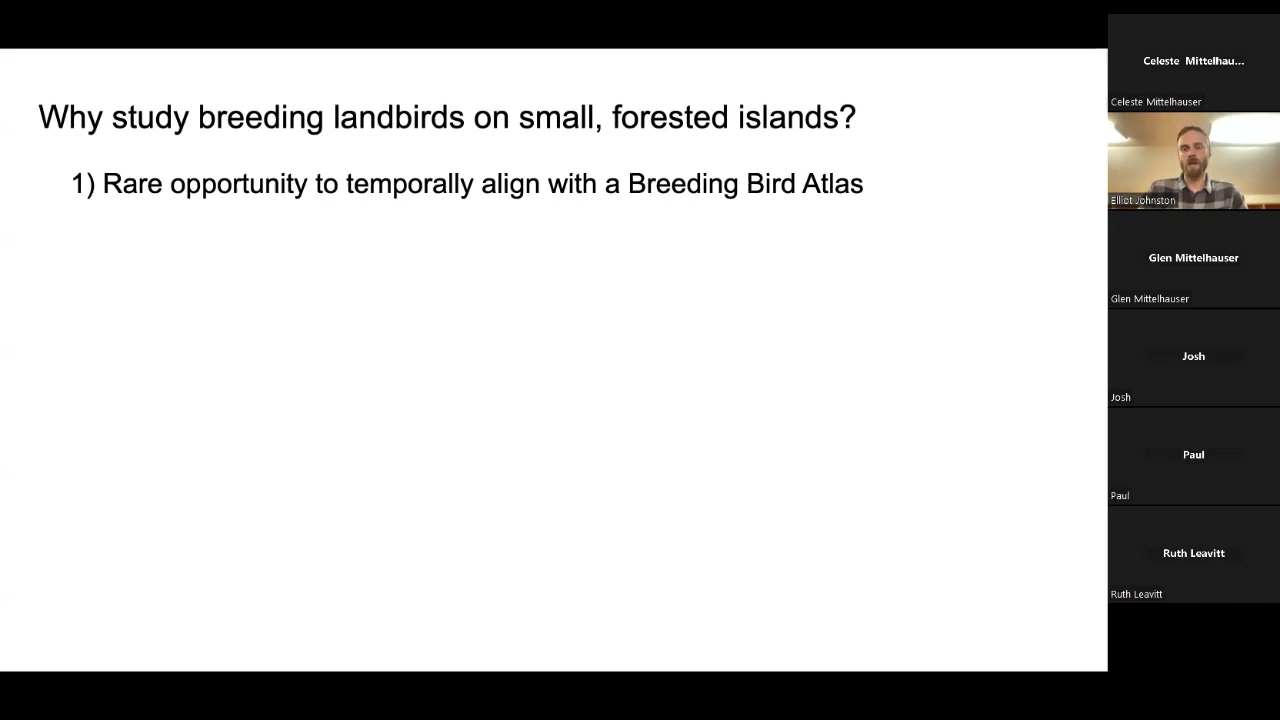 Why study breeding landbirds on small, forested islands?
1) Rare opportunity to temporally align with a Breeding Bird Atlas
Celeste Mittelhau...
Celeste Mittelhauser
Elliot Johnston
Glen Mittelhauser
Glen Mittelhauser
Josh
Josh
Paul
Paul
Ruth Leavitt
Ruth Leavitt